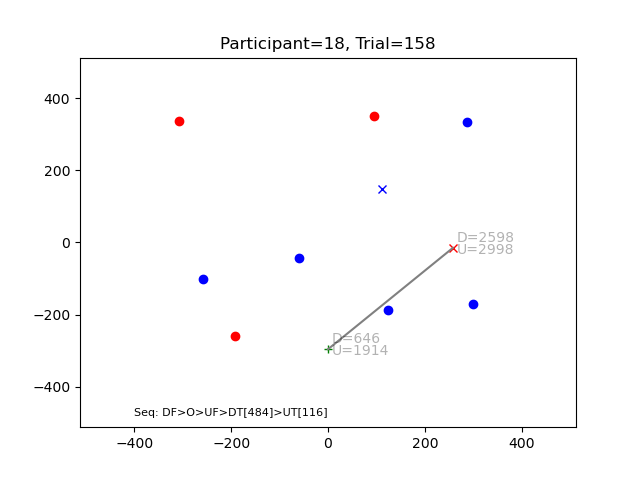 Participant=18, Trial=158
400
200
0
−200
−400
D=2598
U=2998
D=646
U=1914
Seq: DF>O>UF>DT[484]>UT[116]
−400
−200
0
200
400